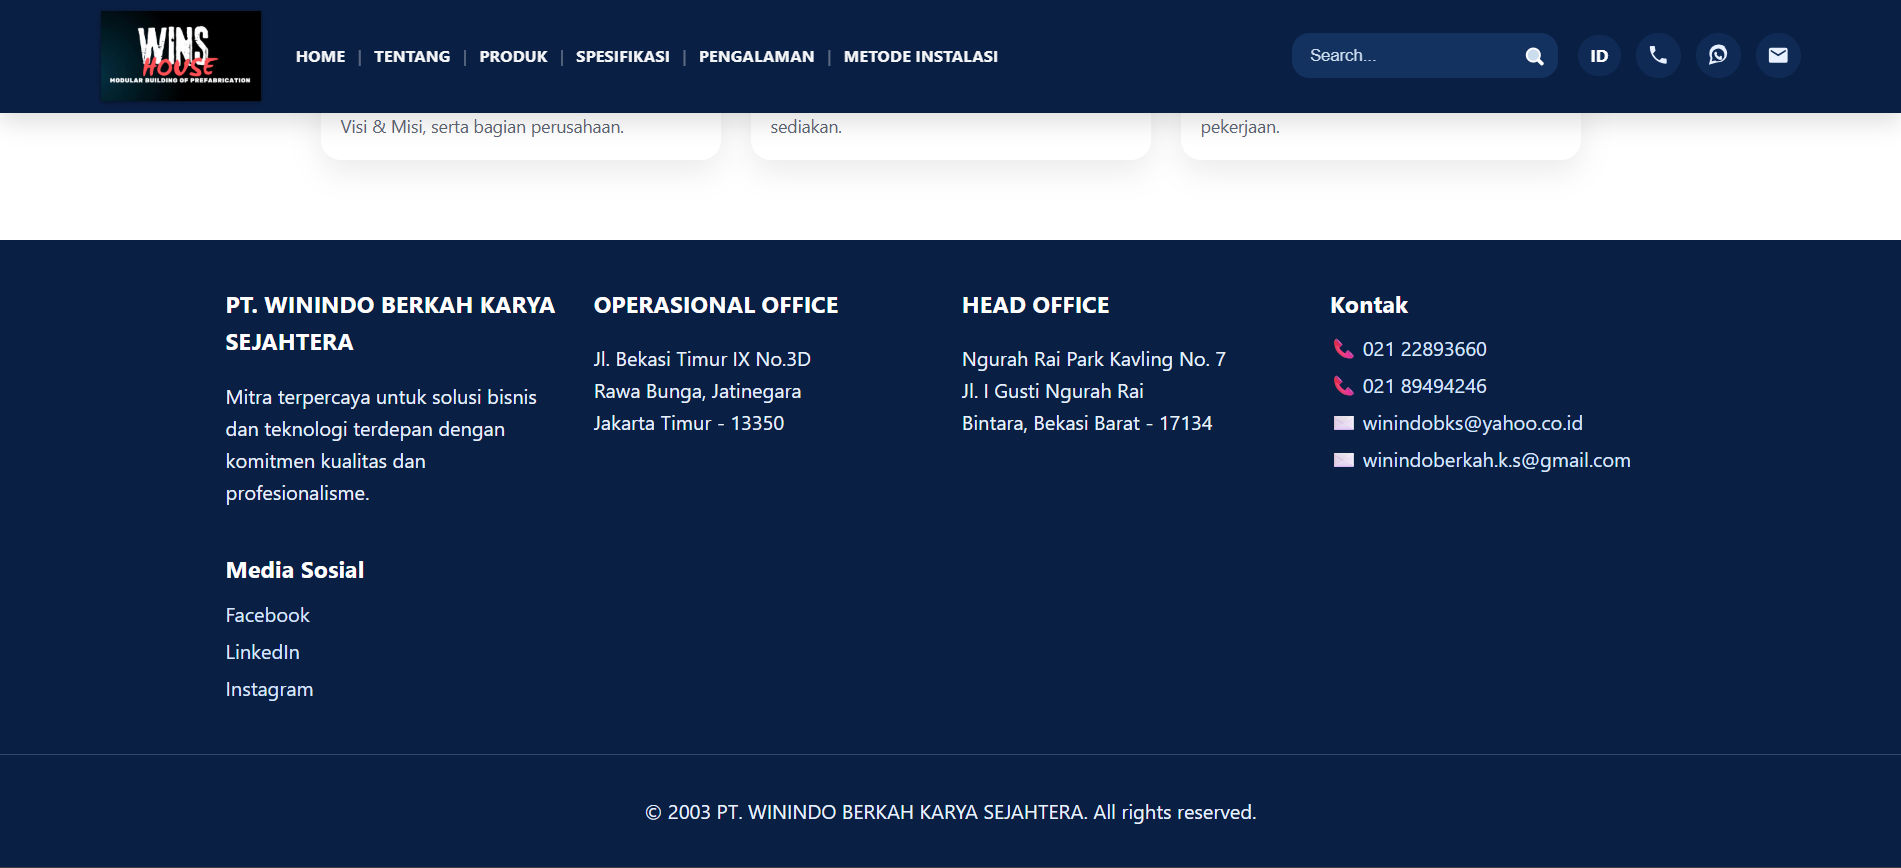 WINS
HOUSE
MODULAR BUILDING OF PREFABRICATION
HOME | TENTANG | PRODUK | SPESIFIKASI | PENGALAMAN | METODE INSTALASI
Search...
ID
Visi & Misi, serta bagian perusahaan.
sediakan.
pekerjaan.
PT. WININDO BERKAH KARYA
SEJAHTERA
Mitra terpercaya untuk solusi bisnis
dan teknologi terdepan dengan
komitmen kualitas dan
profesionalisme.
OPERASIONAL OFFICE
Jl. Bekasi Timur IX No.3D
Rawa Bunga, Jatinegara
Jakarta Timur - 13350
HEAD OFFICE
Ngurah Rai Park Kavling No. 7
Jl. I Gusti Ngurah Rai
Bintara, Bekasi Barat - 17134
Kontak
021 22893660
021 89494246
winindobks@yahoo.co.id
winindoberkah.k.s@gmail.com
Media Sosial
Facebook
LinkedIn
Instagram
© 2003 PT. WININDO BERKAH KARYA SEJAHTERA. All rights reserved.